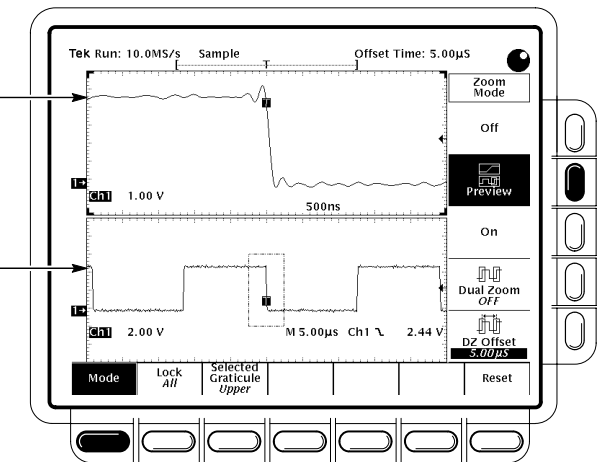 Tek Run: 10.0MS/s Sample Offset Time: 5.00µS
T
Zoom
Mode
Off
T
Preview
1
Ch1 1.00 V
500ns
On
T
Dual Zoom
OFF
1
Ch1 2.00 V M 5.00µs Ch1 2.44 V
DZ Offset
5.00µS
Mode
Lock
All
Selected
Graticule
Upper
Reset